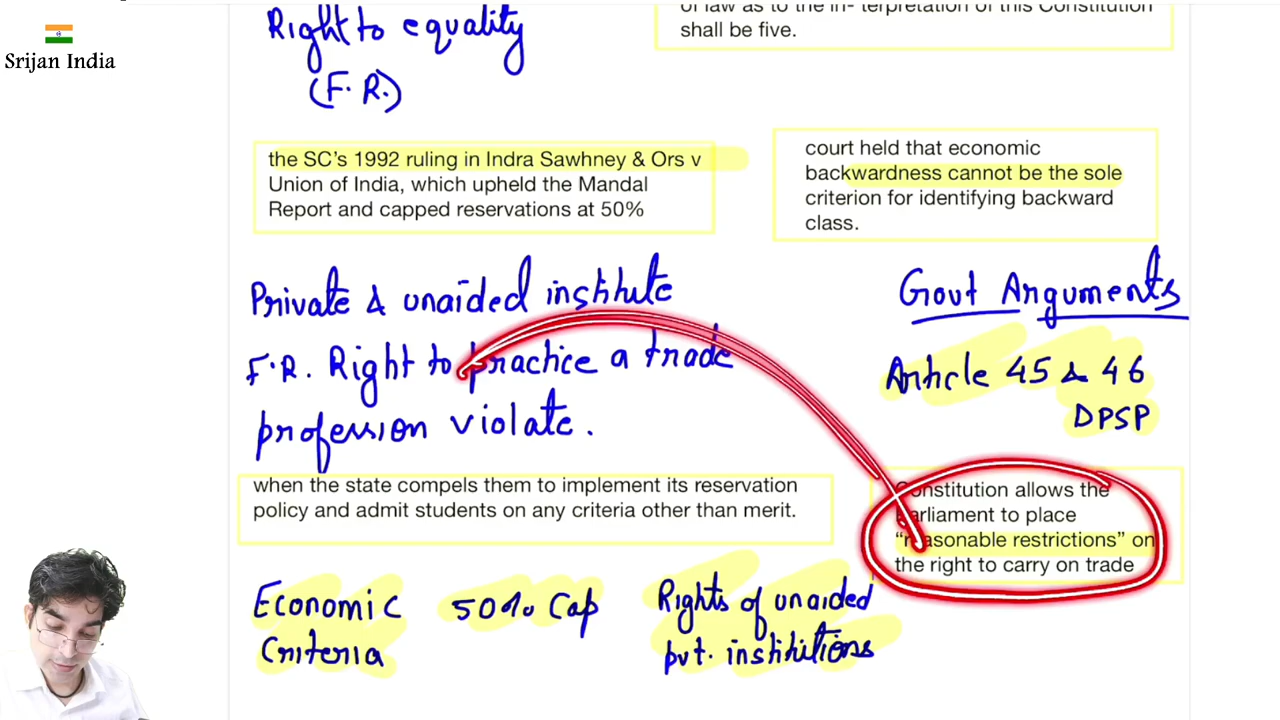 Srijan India
Right to equality
(F. R.)
of law as to the in- terpretation of this Constitution
shall be five.
the SC's 1992 ruling in Indra Sawhney & Ors v
Union of India, which upheld the Mandal
Report and capped reservations at 50%
court held that economic
backwardness cannot be the sole
criterion for identifying backward
class.
Private & unaided institute
F.R. Right to practice a trade
profession violate.
Govt Arguments
Article 45 & 46
DPSP
when the state compels them to implement its reservation
policy and admit students on any criteria other than merit.
Constitution allows the
Parliament to place
"reasonable restrictions" on
the right to carry on trade
Economic
Criteria
50% Cap
Rights of unaided
pvt. institutions